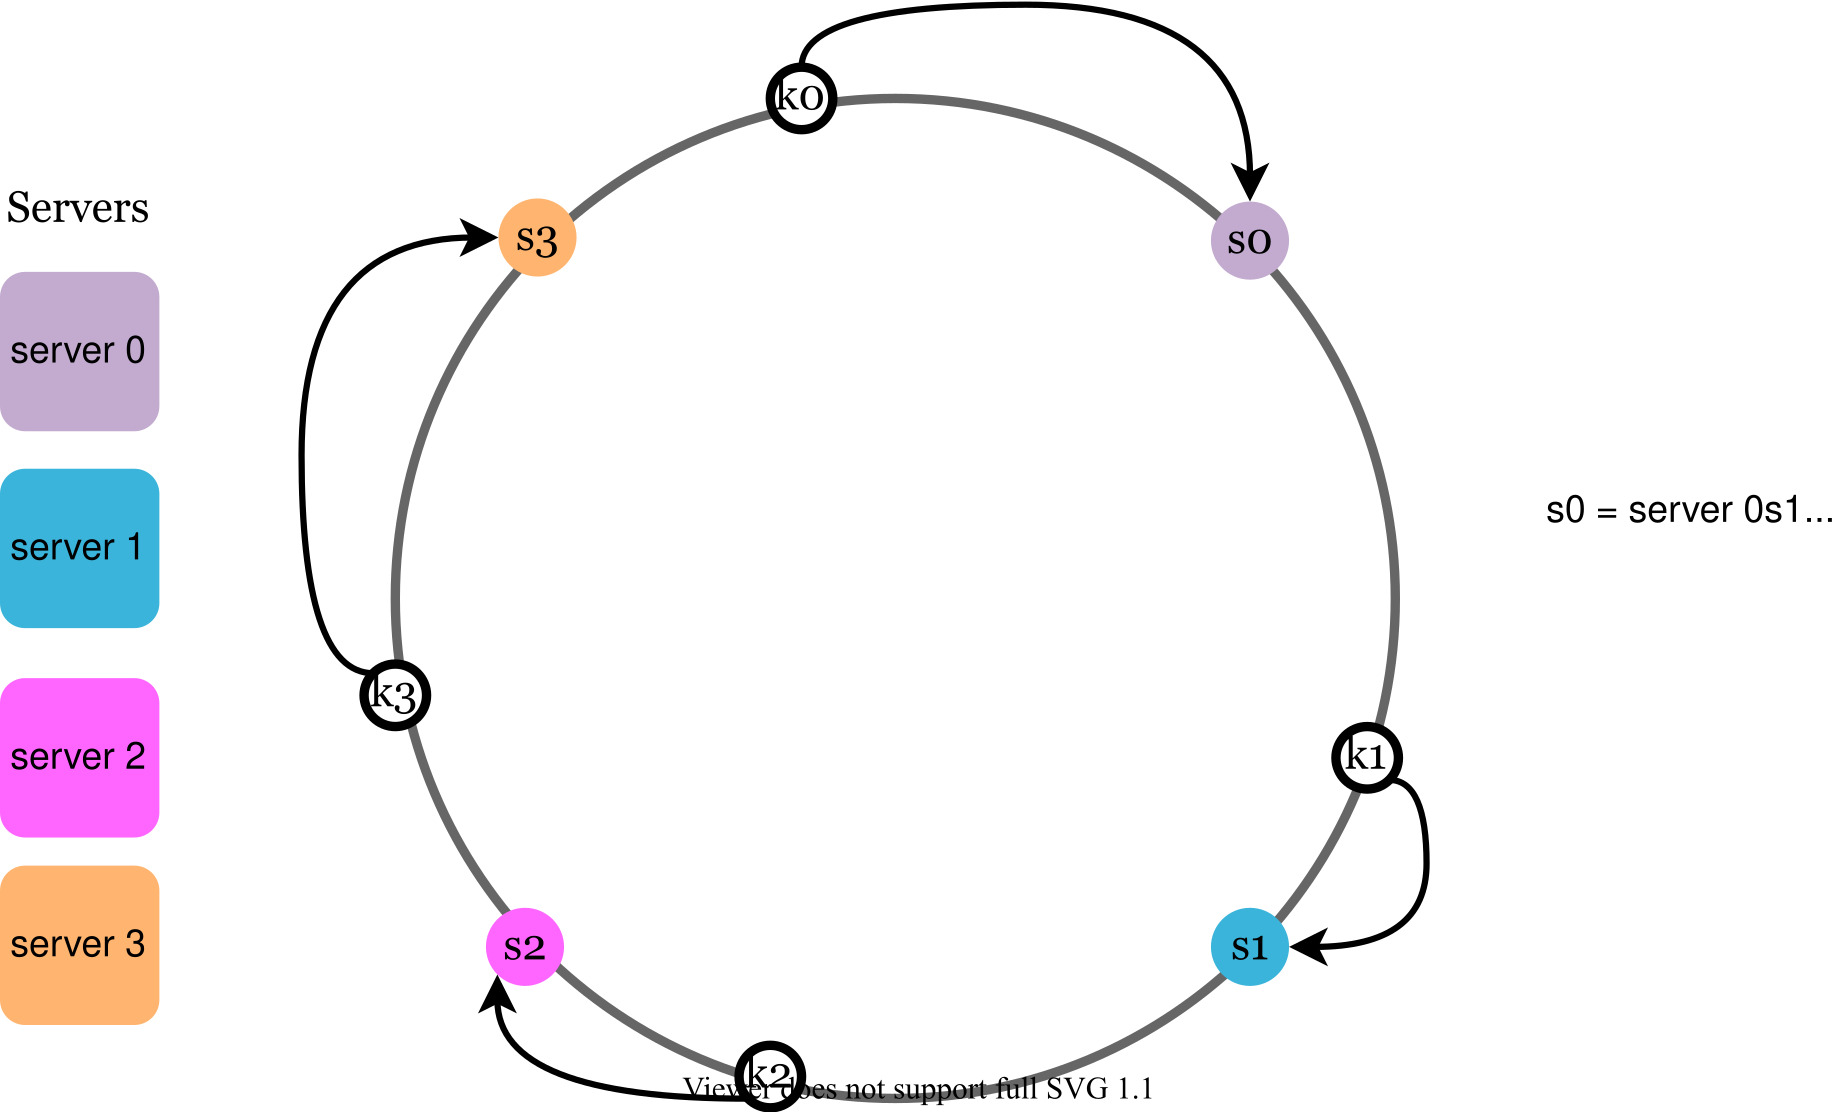 k0
Servers
s3
s0
server 0
s0 = server 0s1...
server 1
k3
k1
server 2
s2
s1
server 3
k2
Viewer does not support full SVG 1.1